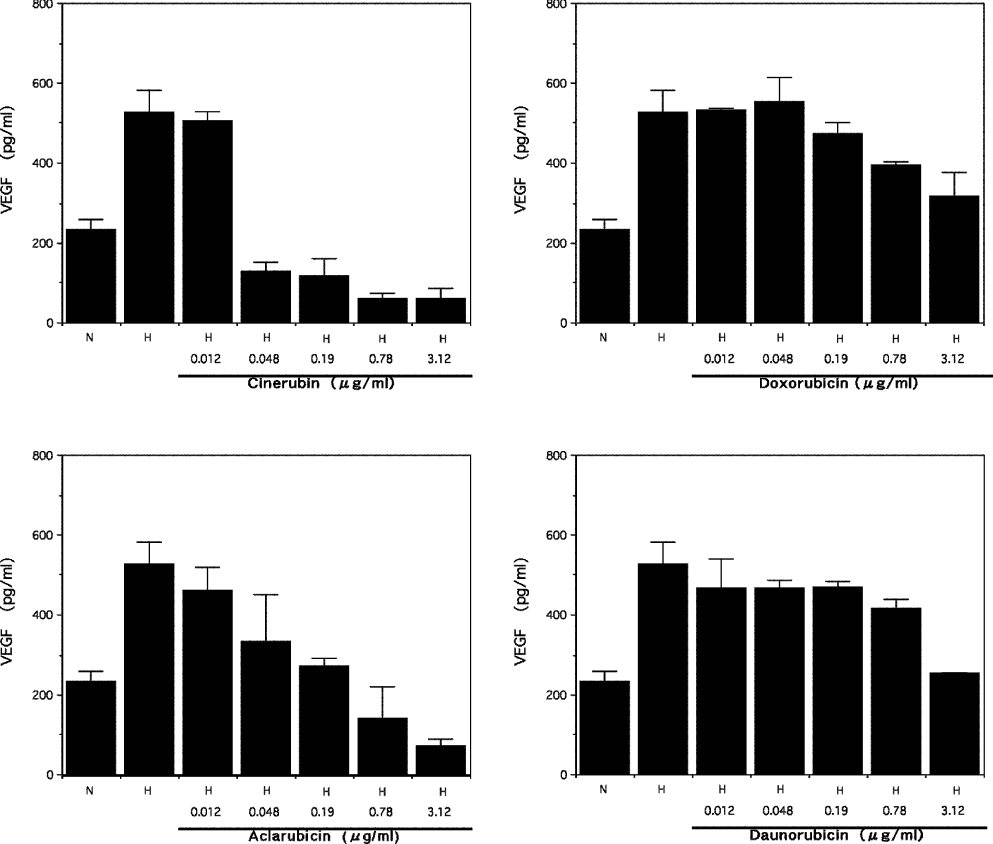 800
600
400
200
0
VEGF (pg/ml)
N H H H H H H
0.012 0.048 0.19 0.78 3.12
Cinerubin (μg/ml)
800
600
400
200
0
VEGF (pg/ml)
N H H H H H H
0.012 0.048 0.19 0.78 3.12
Doxorubicin (μg/ml)
800
600
400
200
0
VEGF (pg/ml)
N H H H H H H
0.012 0.048 0.19 0.78 3.12
Aclarubicin (μg/ml)
800
600
400
200
0
VEGF (pg/ml)
N H H H H H H
0.012 0.048 0.19 0.78 3.12
Daunorubicin (μg/ml)